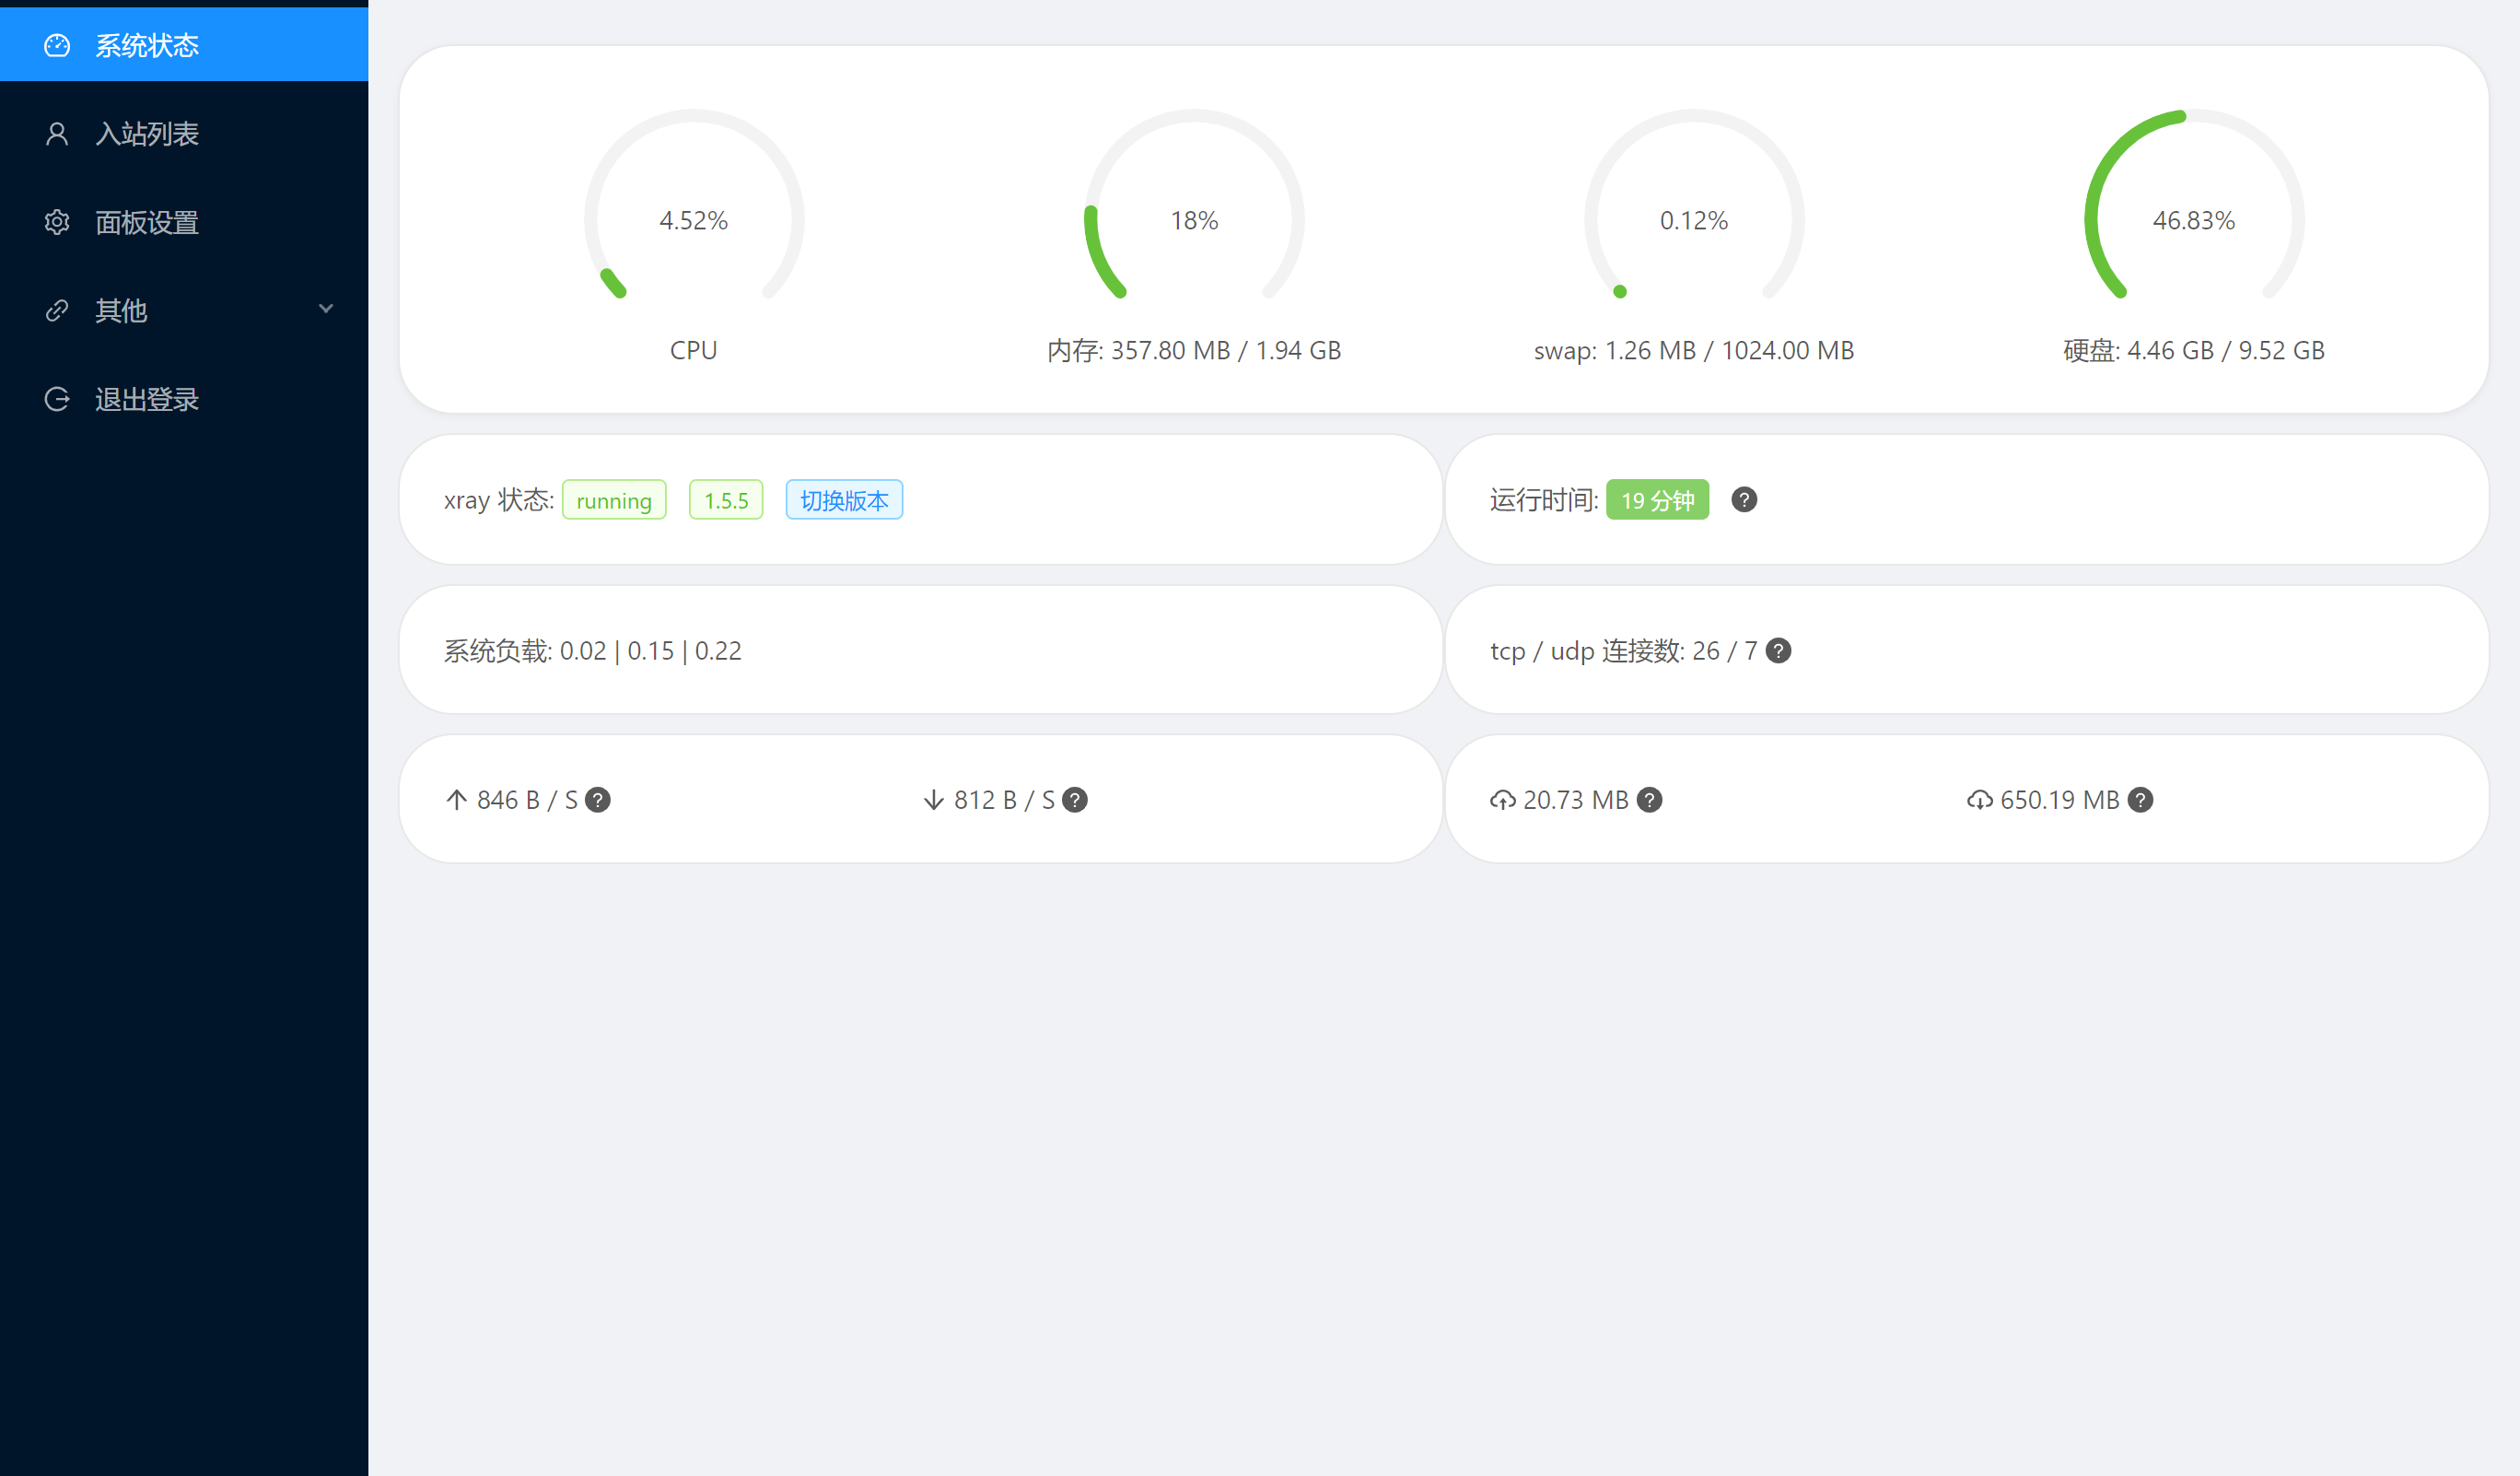 系统状态
入站列表
面板设置
其他
退出登录
4.52%
18%
0.12%
46.83%
CPU
内存: 357.80 MB / 1.94 GB
swap: 1.26 MB / 1024.00 MB
硬盘: 4.46 GB / 9.52 GB
xray 状态: running 1.5.5 切换版本
运行时间: 19 分钟
系统负载: 0.02 | 0.15 | 0.22
tcp / udp 连接数: 26 / 7
846 B / S
812 B / S
20.73 MB
650.19 MB